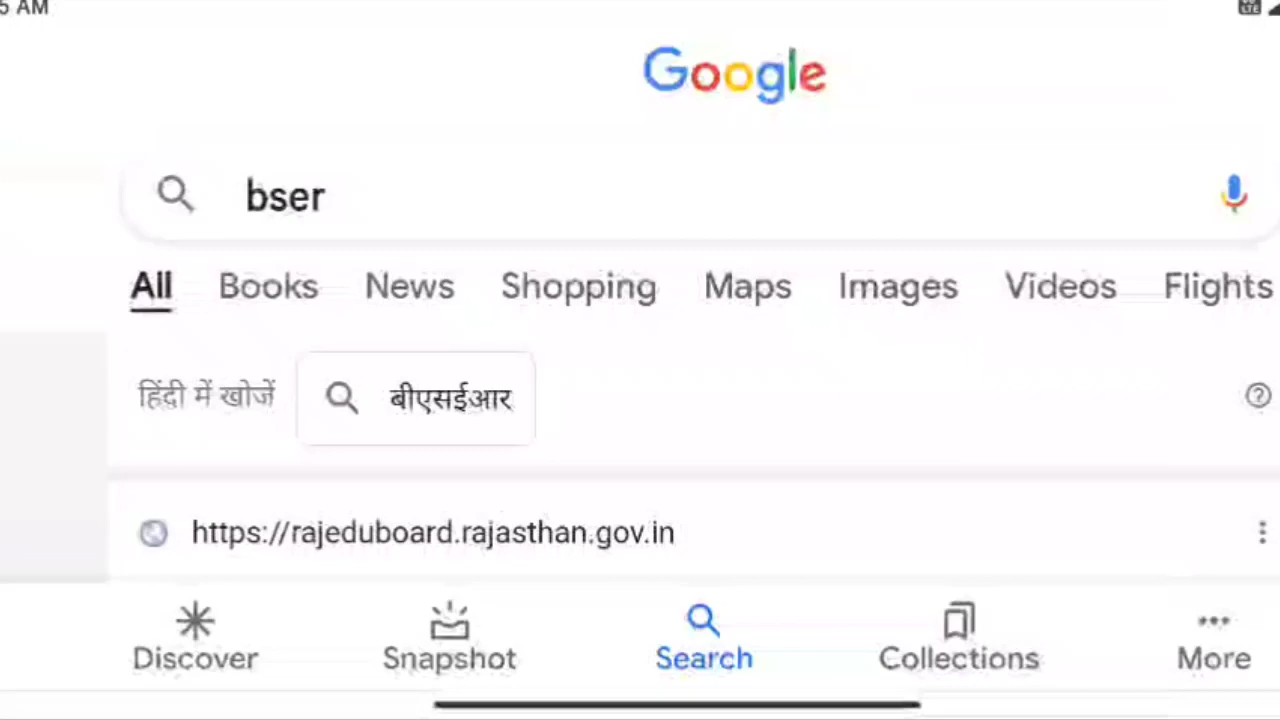 5 AM
LTE
Google
bser
All Books News Shopping Maps Images Videos Flights
हिंदी में खोजें बीएसईआर
https://rajeduboard.rajasthan.gov.in
Discover Snapshot Search Collections More